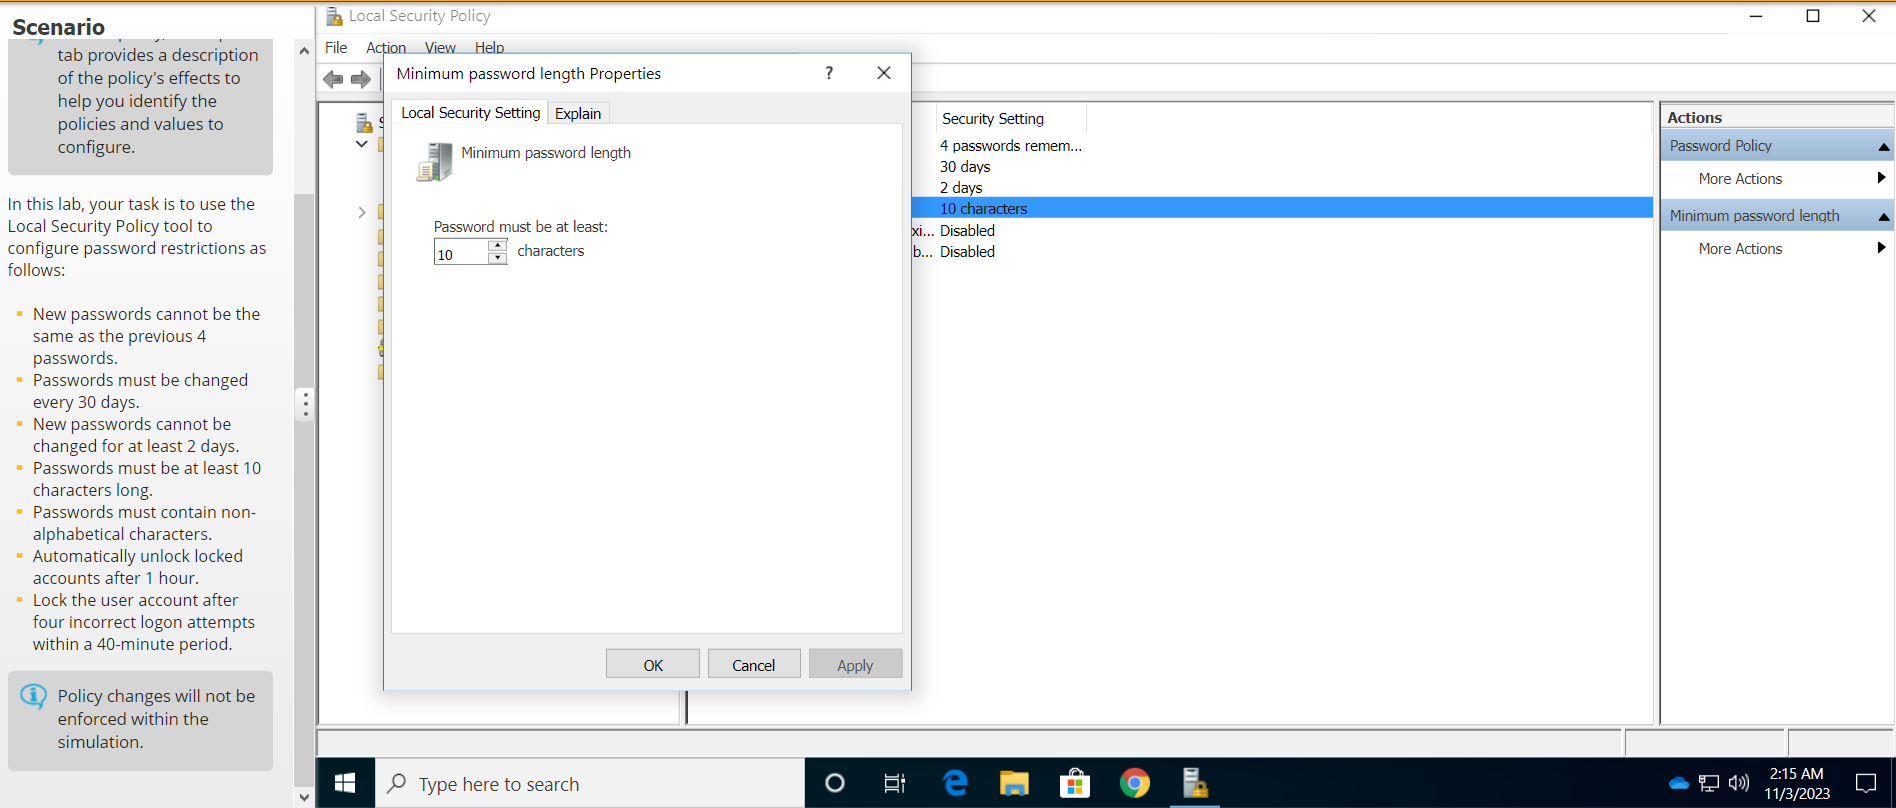 Scenario
tab provides a description
of the policy's effects to
help you identify the
policies and values to
configure.
In this lab, your task is to use the
Local Security Policy tool to
configure password restrictions as
follows:
New passwords cannot be the
same as the previous 4
passwords.
Passwords must be changed
every 30 days.
New passwords cannot be
changed for at least 2 days.
Passwords must be at least 10
characters long.
Passwords must contain non-
alphabetical characters.
Automatically unlock locked
accounts after 1 hour.
Lock the user account after
four incorrect logon attempts
within a 40-minute period.
Policy changes will not be
enforced within the
simulation.
Local Security Policy
File Action View Help
Minimum password length Properties ?
Local Security Setting Explain
Minimum password length
Password must be at least:
10 characters
OK Cancel Apply
Security Setting
4 passwords remem...
30 days
2 days
10 characters
xi... Disabled
b... Disabled
Actions
Password Policy
More Actions
Minimum password length
More Actions
Type here to search
2:15 AM
11/3/2023